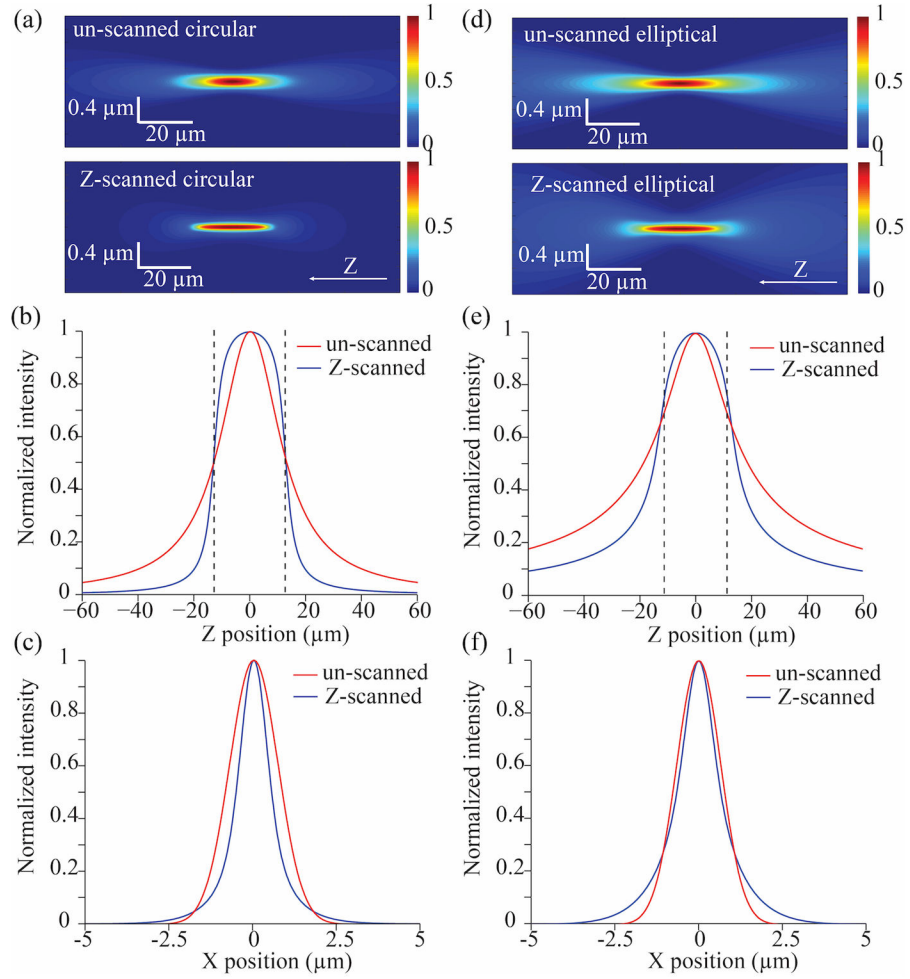 (a)
un-scanned circular
1
0.5
0
0.4 µm
20 µm
Z-scanned circular
1
0.5
0
0.4 µm
20 µm
Z
(d)
un-scanned elliptical
1
0.5
0
0.4 µm
20 µm
Z-scanned elliptical
1
0.5
0
0.4 µm
20 µm
Z
(b)
1
0.8
0.6
0.4
0.2
0
Normalized intensity
un-scanned
Z-scanned
−60 −40 −20 0 20 40 60
Z position (µm)
(e)
1
0.8
0.6
0.4
0.2
0
Normalized intensity
un-scanned
Z-scanned
−60 −40 −20 0 20 40 60
Z position (µm)
(c)
1
0.8
0.6
0.4
0.2
0
Normalized intensity
un-scanned
Z-scanned
-5 -2.5 0 2.5 5
X position (µm)
(f)
1
0.8
0.6
0.4
0.2
0
Normalized intensity
un-scanned
Z-scanned
-5 -2.5 0 2.5 5
X position (µm)